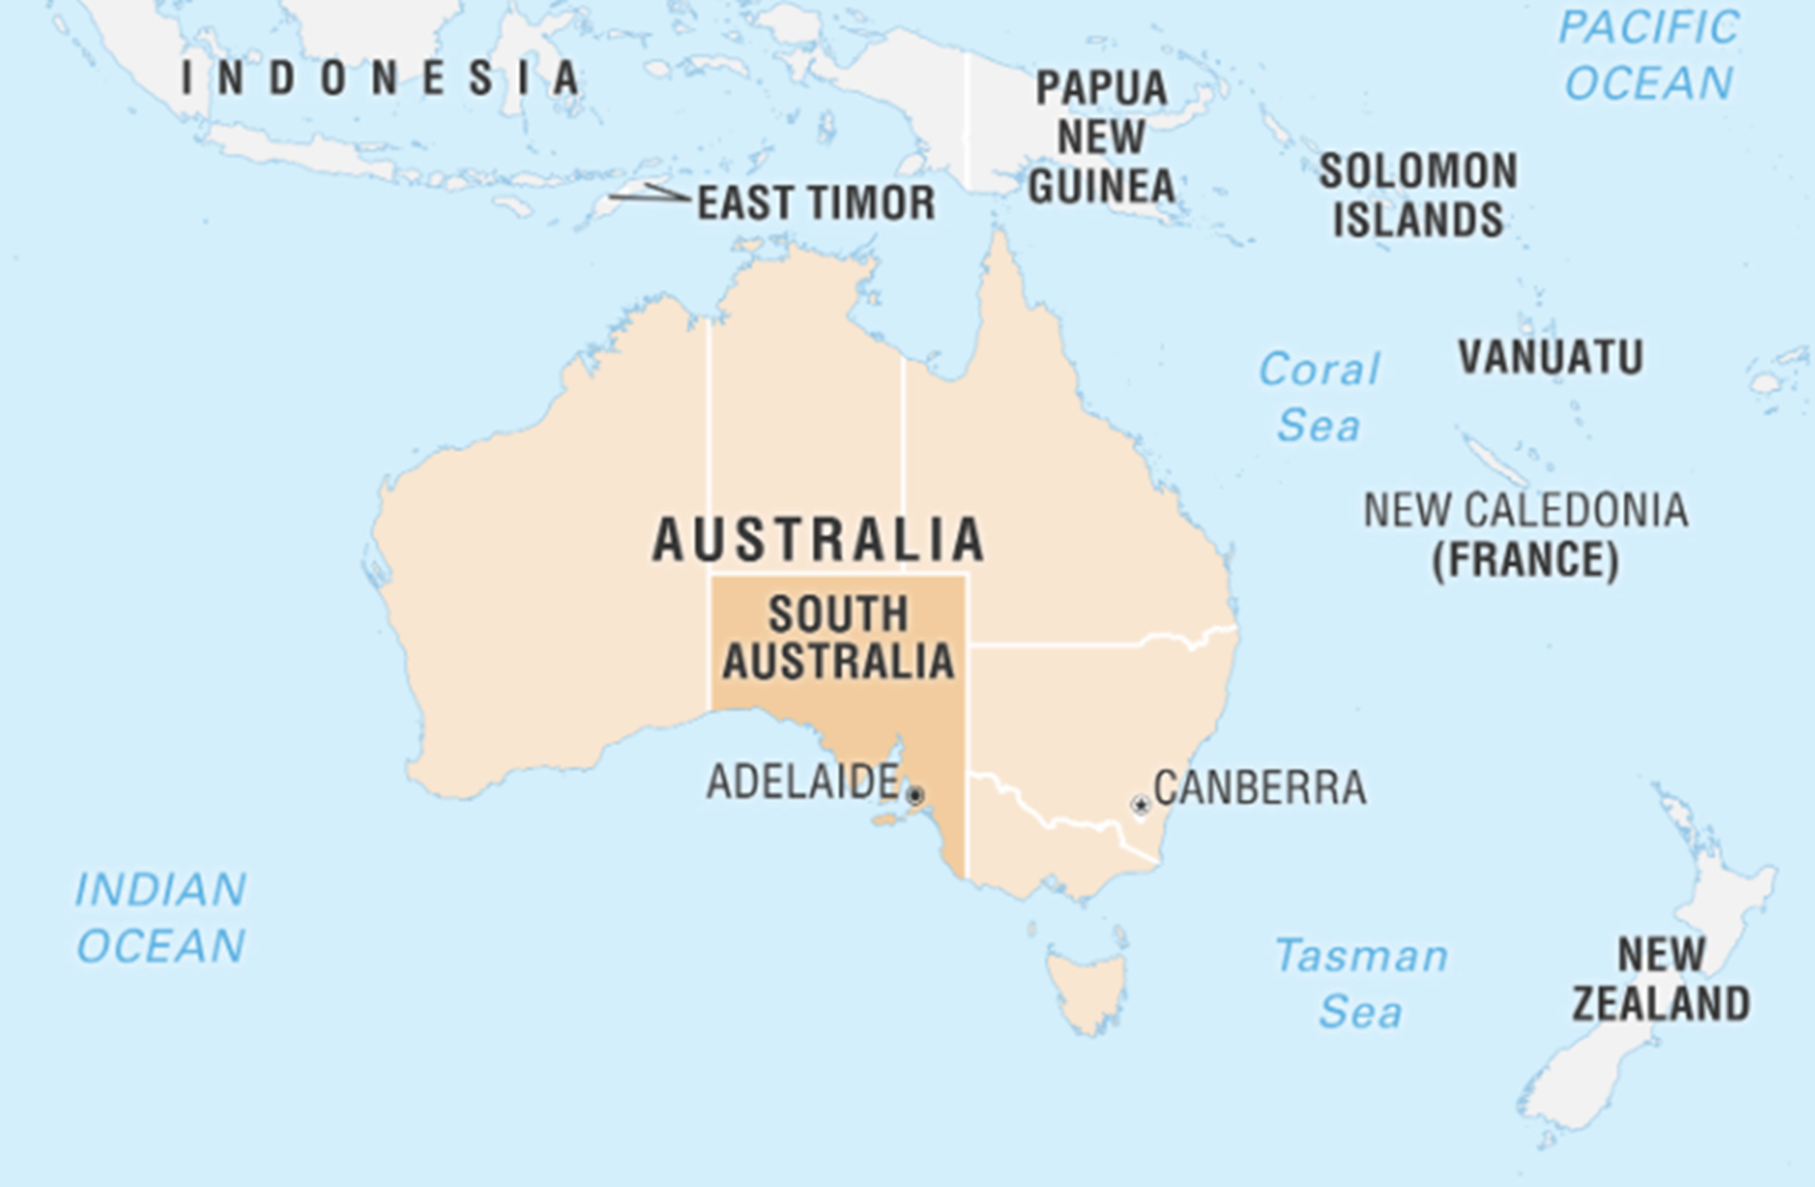 PACIFIC
OCEAN
INDONESIA
PAPUA
NEW
GUINEA
SOLOMON
ISLANDS
EAST TIMOR
VANUATU
Coral
Sea
NEW CALEDONIA
(FRANCE)
AUSTRALIA
SOUTH
AUSTRALIA
ADELAIDE
CANBERRA
INDIAN
OCEAN
Tasman
Sea
NEW
ZEALAND